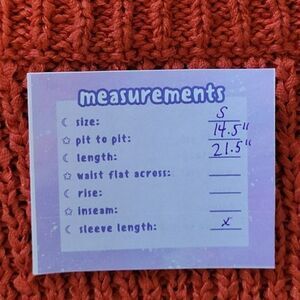 measurements
size: S
pit to pit: 14.5"
length: 21.5"
waist flat across:
rise:
inseam:
sleeve length: x